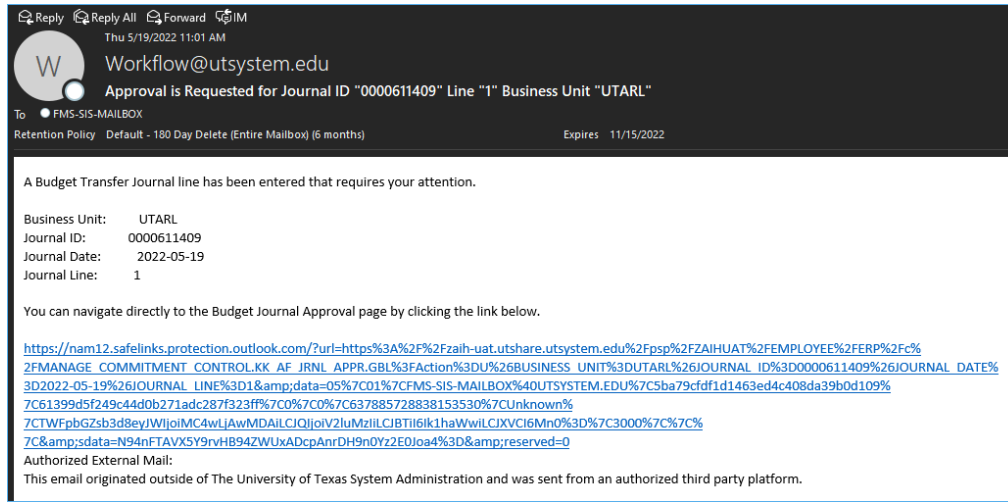 Reply Reply All Forward IM
Thu 5/19/2022 11:01 AM
W
Workflow@utsystem.edu
Approval is Requested for Journal ID "0000611409" Line "1" Business Unit "UTARL"
To FMS-SIS-MAILBOX
Retention Policy Default - 180 Day Delete (Entire Mailbox) (6 months) Expires 11/15/2022
A Budget Transfer Journal line has been entered that requires your attention.
Business Unit: UTARL
Journal ID: 0000611409
Journal Date: 2022-05-19
Journal Line: 1
You can navigate directly to the Budget Journal Approval page by clicking the link below.
https://nam12.safelinks.protection.outlook.com/?url=https%3A%2F%2Fzaih-uat.utshare.utsystem.edu%2Fpsp%2FZAIHUAT%2FEMPLOYEE%2FERP%2Fc%
2FMANAGE_COMMITMENT_CONTROL.KK_AF_JRNL_APPR.GBL%3FAction%3DU%26BUSINESS_UNIT%3DUTARL%26JOURNAL_ID%3D0000611409%26JOURNAL_DATE%
3D2022-05-19%26JOURNAL_LINE%3D1&amp;data=05%7C01%7CFMS-SIS-MAILBOX%40UTSYSTEM.EDU%7C5ba79cfdf1d1463ed4c408da39b0d109%
7C61399d5f249c44d0b271adc287f323ff%7C0%7C0%7C637885728838153530%7CUnknown%
7CTWFpbGZsb3d8eyJWIjoiMC4wLjAwMDAiLCJQIjoiV2luMzIiLCJBTiI6Ik1haWwiLCJXVCI6Mn0%3D%7C3000%7C%7C%
7C&amp;sdata=N94nFTAVX5Y9rvHB94ZWUxADcpAnrDH9n0Yz2E0Joa4%3D&amp;reserved=0
Authorized External Mail:
This email originated outside of The University of Texas System Administration and was sent from an authorized third party platform.